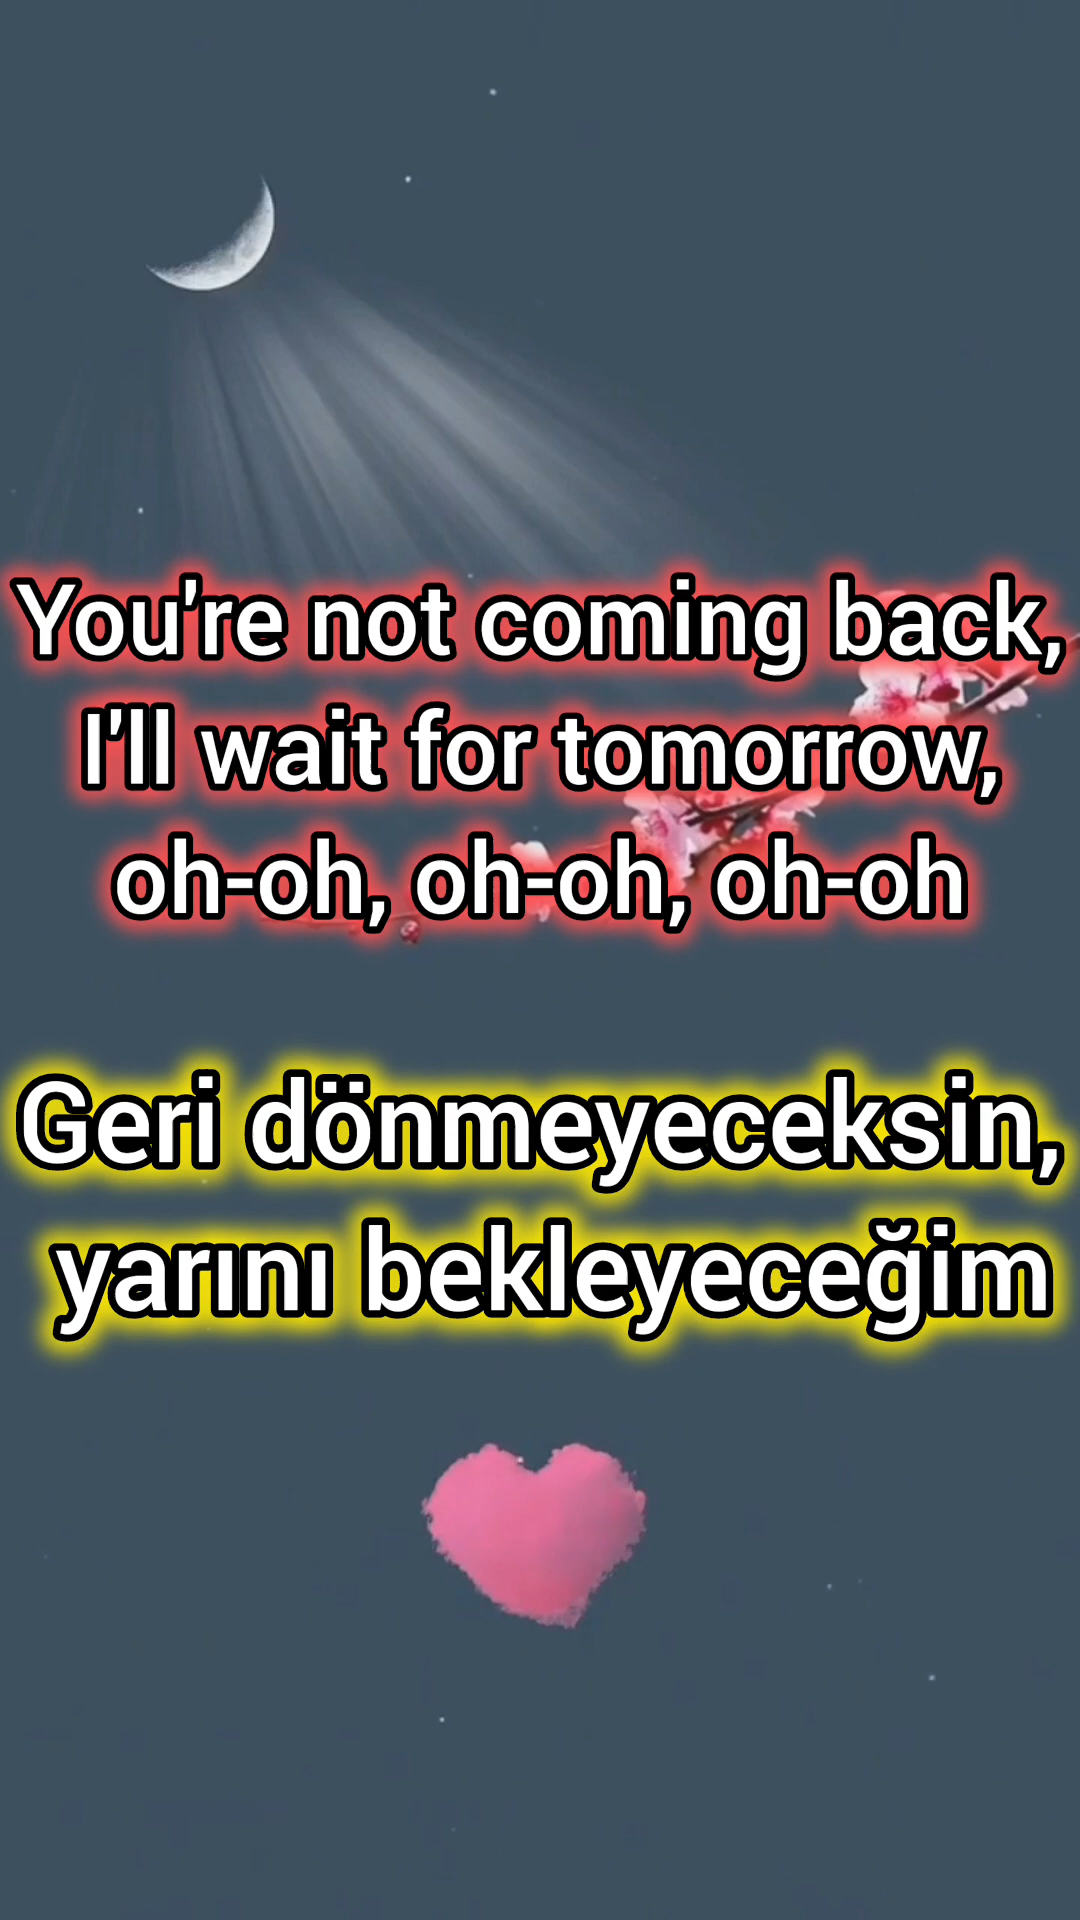 You're not coming back,
I'll wait for tomorrow,
oh-oh, oh-oh, oh-oh
Geri dönmeyeceksin,
yarını bekleyeceğim